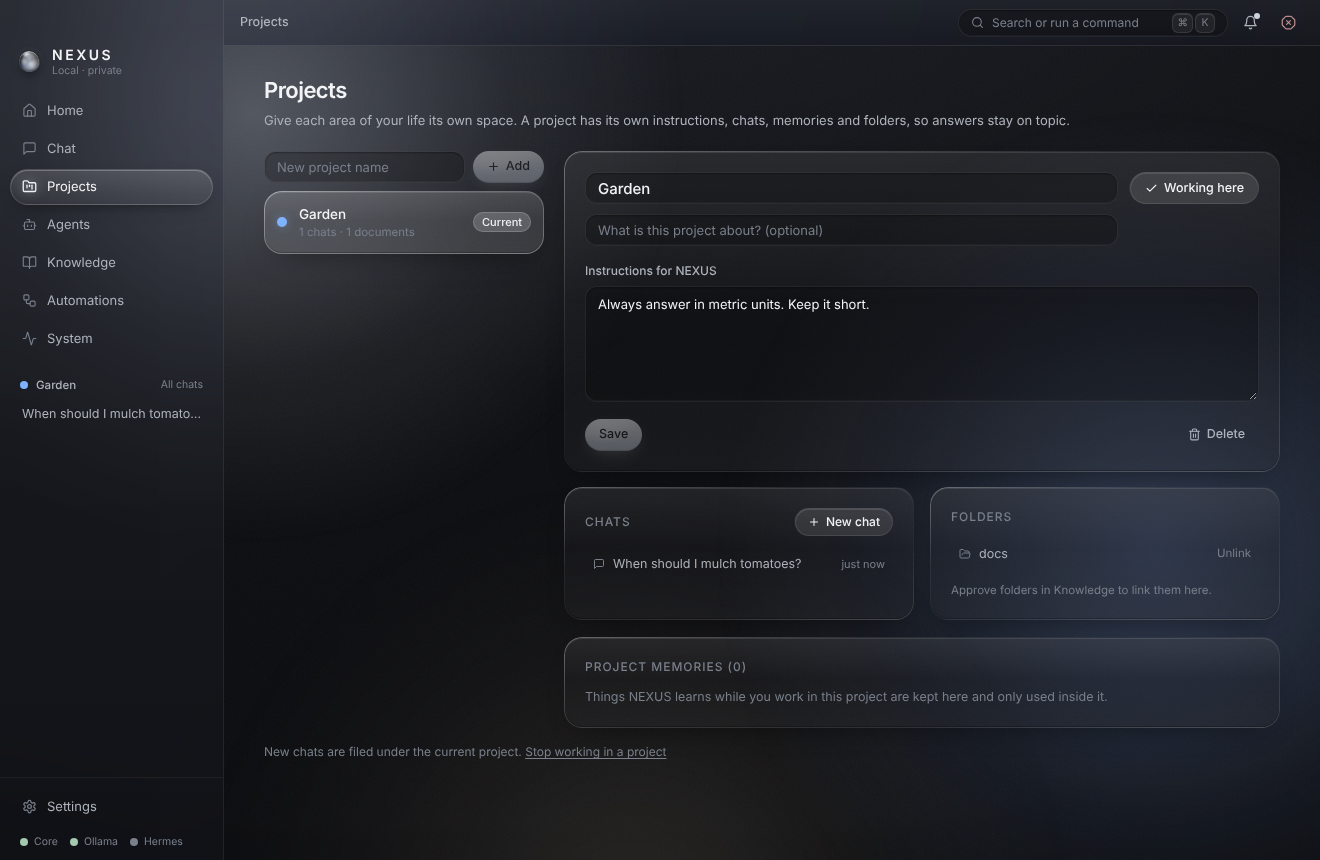 NEXUS
Local · private
Home
Chat
Projects
Agents
Knowledge
Automations
System
Garden
All chats
When should I mulch tomato...
Settings
Core
Ollama
Hermes
Projects
Search or run a command
⌘ K
Projects
Give each area of your life its own space. A project has its own instructions, chats, memories and folders, so answers stay on topic.
New project name
+ Add
Garden
1 chats · 1 documents
Current
Garden
Working here
What is this project about? (optional)
Instructions for NEXUS
Always answer in metric units. Keep it short.
Save
Delete
CHATS
+ New chat
When should I mulch tomatoes?
just now
FOLDERS
docs
Unlink
Approve folders in Knowledge to link them here.
PROJECT MEMORIES (0)
Things NEXUS learns while you work in this project are kept here and only used inside it.
New chats are filed under the current project. Stop working in a project